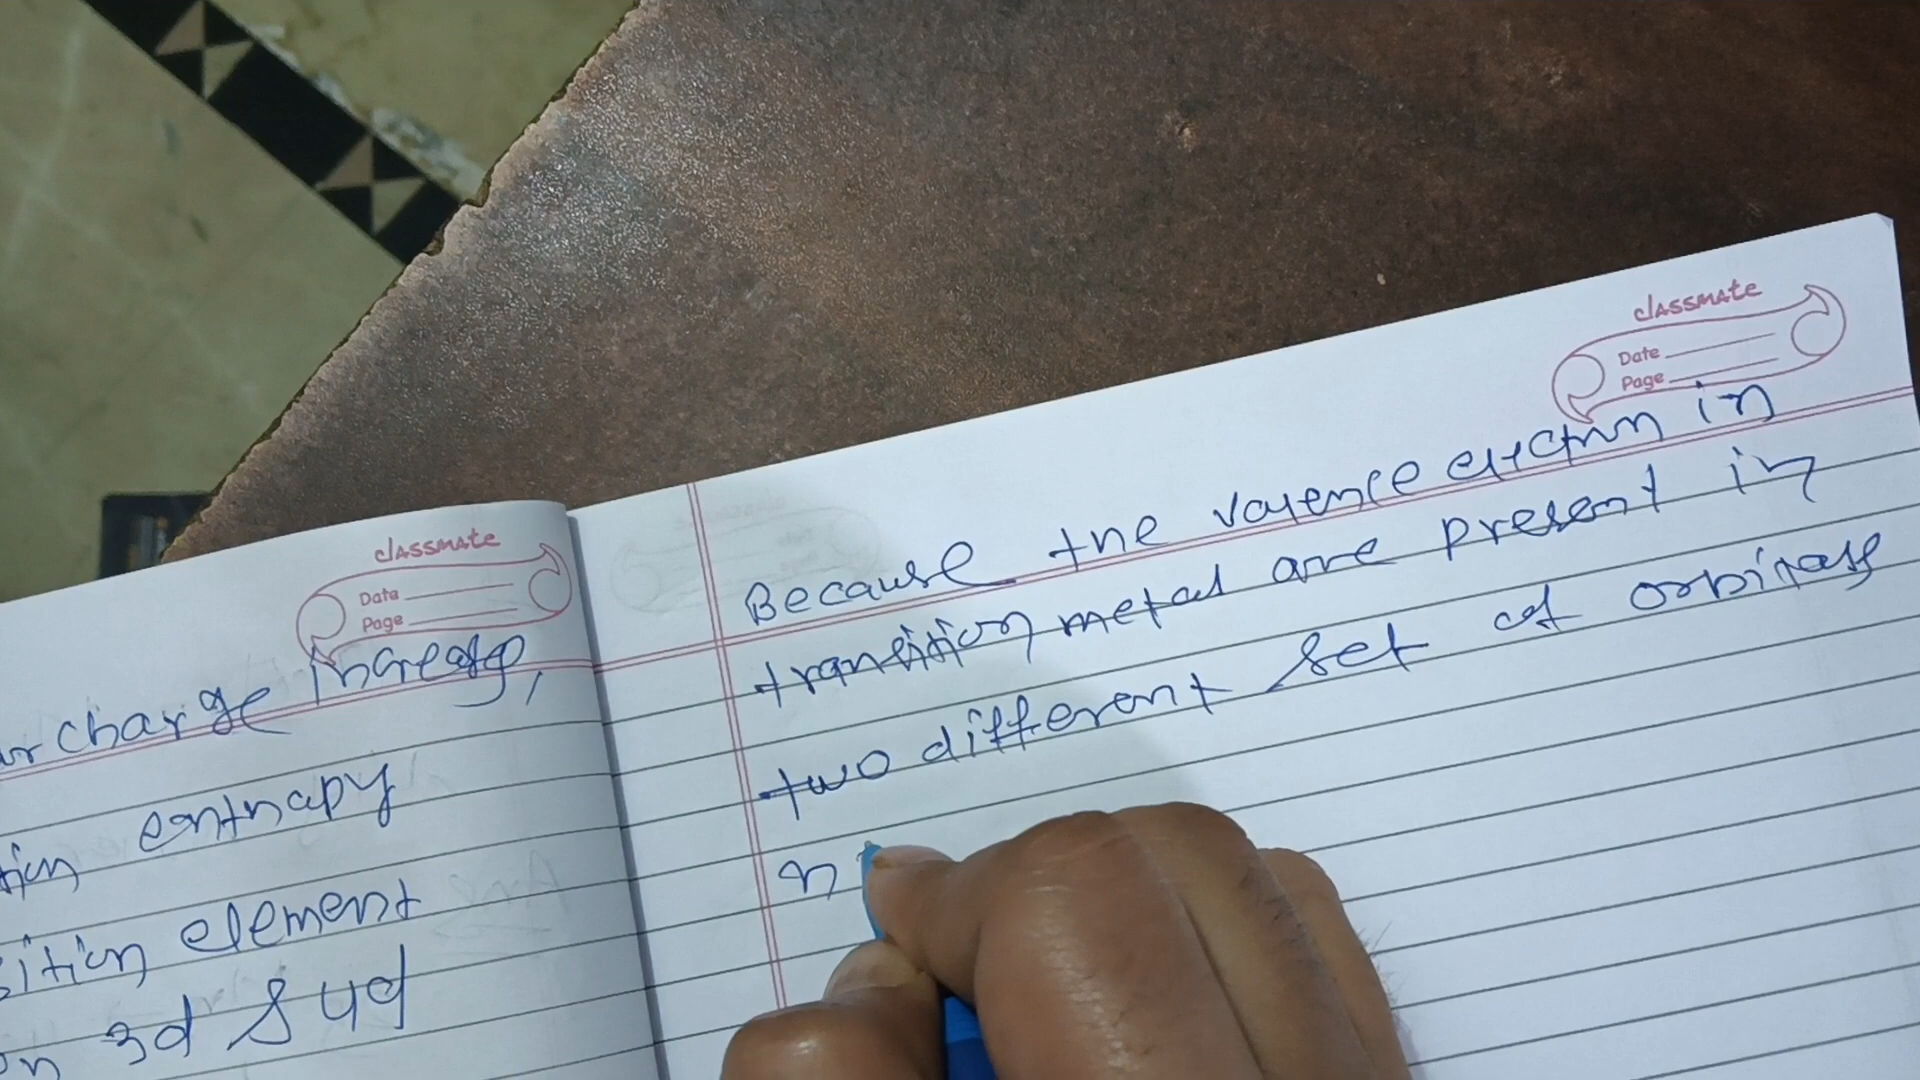 classmate
Date
Page
charge increase,
enthapy
sition element
3d & 4d
classmate
Date
Page
Because the valence electron in
transition metal are present in
two different set of orbitals
n